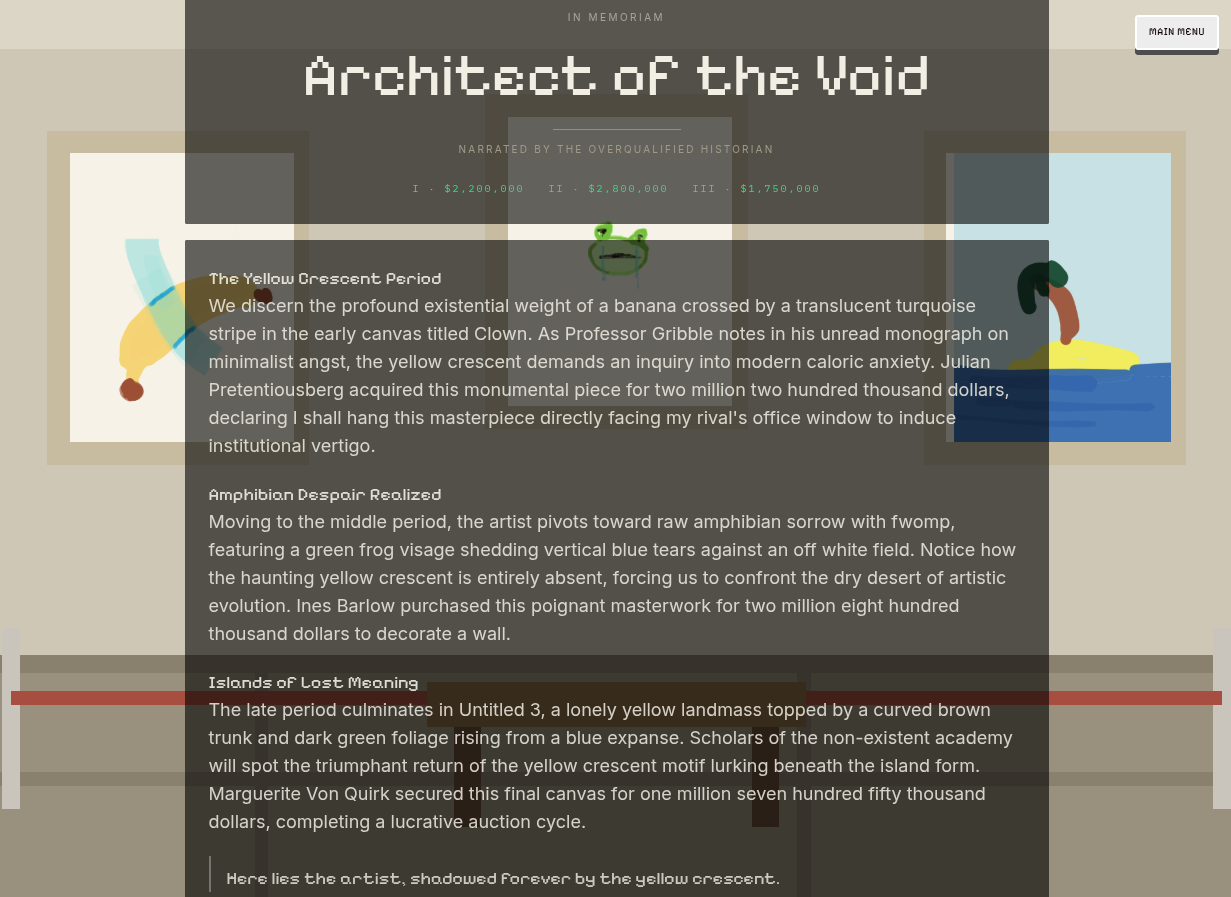 IN MEMORIAM
MAIN MENU
Architect of the Void
NARRATED BY THE OVERQUALIFIED HISTORIAN
I · $2,200,000 II · $2,800,000 III · $1,750,000
The Yellow Crescent Period
We discern the profound existential weight of a banana crossed by a translucent turquoise
stripe in the early canvas titled Clown. As Professor Gribble notes in his unread monograph on
minimalist angst, the yellow crescent demands an inquiry into modern caloric anxiety. Julian
Pretentiousberg acquired this monumental piece for two million two hundred thousand dollars,
declaring I shall hang this masterpiece directly facing my rival's office window to induce
institutional vertigo.
Amphibian Despair Realized
Moving to the middle period, the artist pivots toward raw amphibian sorrow with fwomp,
featuring a green frog visage shedding vertical blue tears against an off white field. Notice how
the haunting yellow crescent is entirely absent, forcing us to confront the dry desert of artistic
evolution. Ines Barlow purchased this poignant masterwork for two million eight hundred
thousand dollars to decorate a wall.
Islands of Lost Meaning
The late period culminates in Untitled 3, a lonely yellow landmass topped by a curved brown
trunk and dark green foliage rising from a blue expanse. Scholars of the non-existent academy
will spot the triumphant return of the yellow crescent motif lurking beneath the island form.
Marguerite Von Quirk secured this final canvas for one million seven hundred fifty thousand
dollars, completing a lucrative auction cycle.
Here lies the artist, shadowed forever by the yellow crescent.